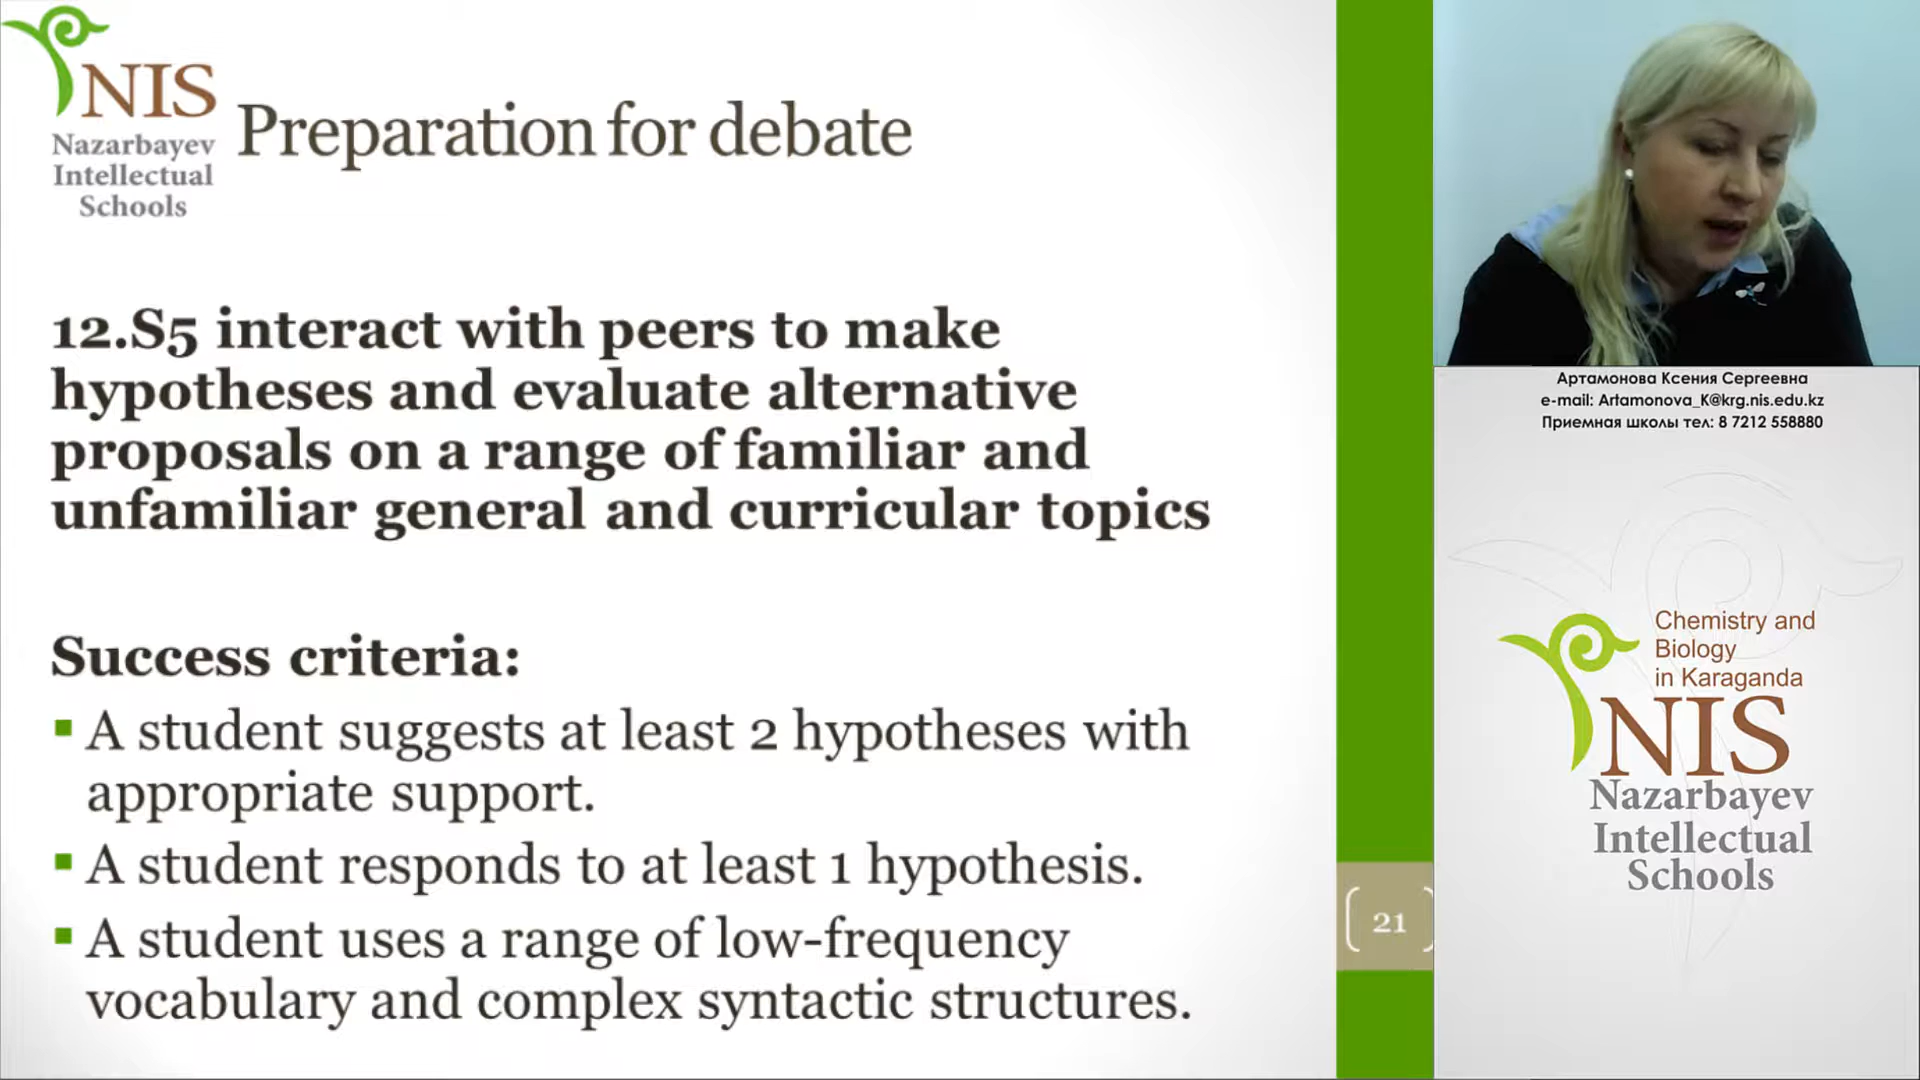 NIS
Nazarbayev
Intellectual
Schools
Preparation for debate
12.S5 interact with peers to make
hypotheses and evaluate alternative
proposals on a range of familiar and
unfamiliar general and curricular topics
Success criteria:
▪ A student suggests at least 2 hypotheses with
appropriate support.
▪ A student responds to at least 1 hypothesis.
▪ A student uses a range of low-frequency
vocabulary and complex syntactic structures.
21
Артамонова Ксения Сергеевна
e-mail: Artamonova_K@krg.nis.edu.kz
Приемная школы тел: 8 7212 558880
Chemistry and
Biology
in Karaganda
NIS
Nazarbayev
Intellectual
Schools